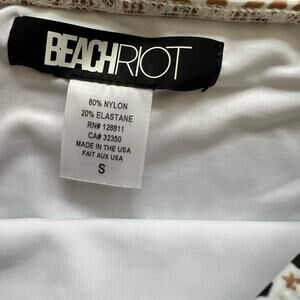 BEACHRIOT
80% NYLON
20% ELASTANE
RN# 128811
CA# 32350
MADE IN THE USA
FAIT AUX USA
S